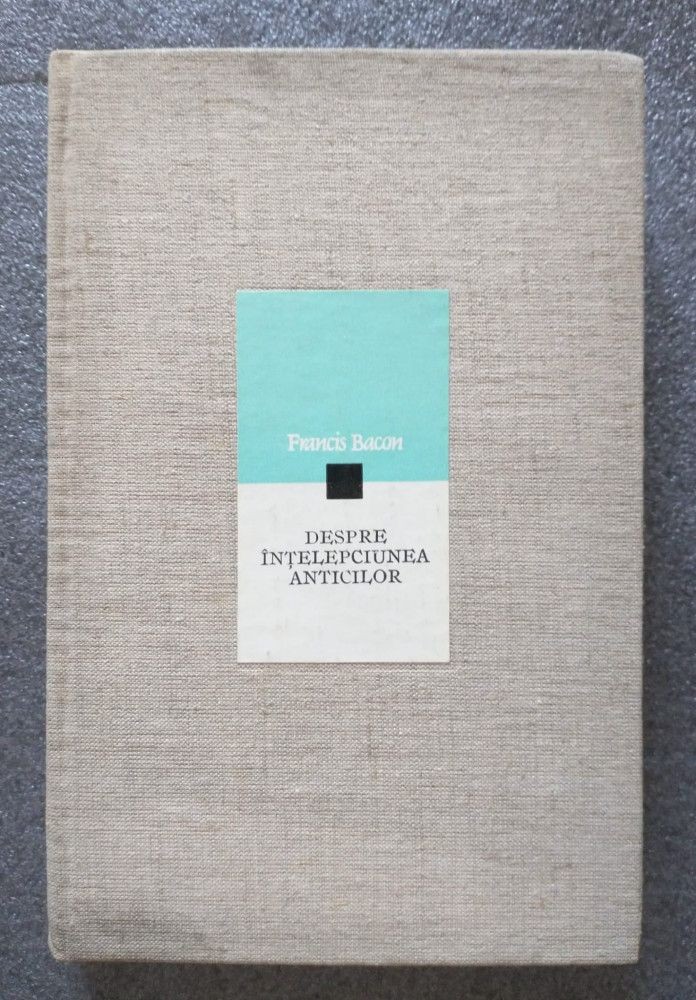 Francis Bacon
DESPRE
ÎNȚELEPCIUNEA
ANTICILOR